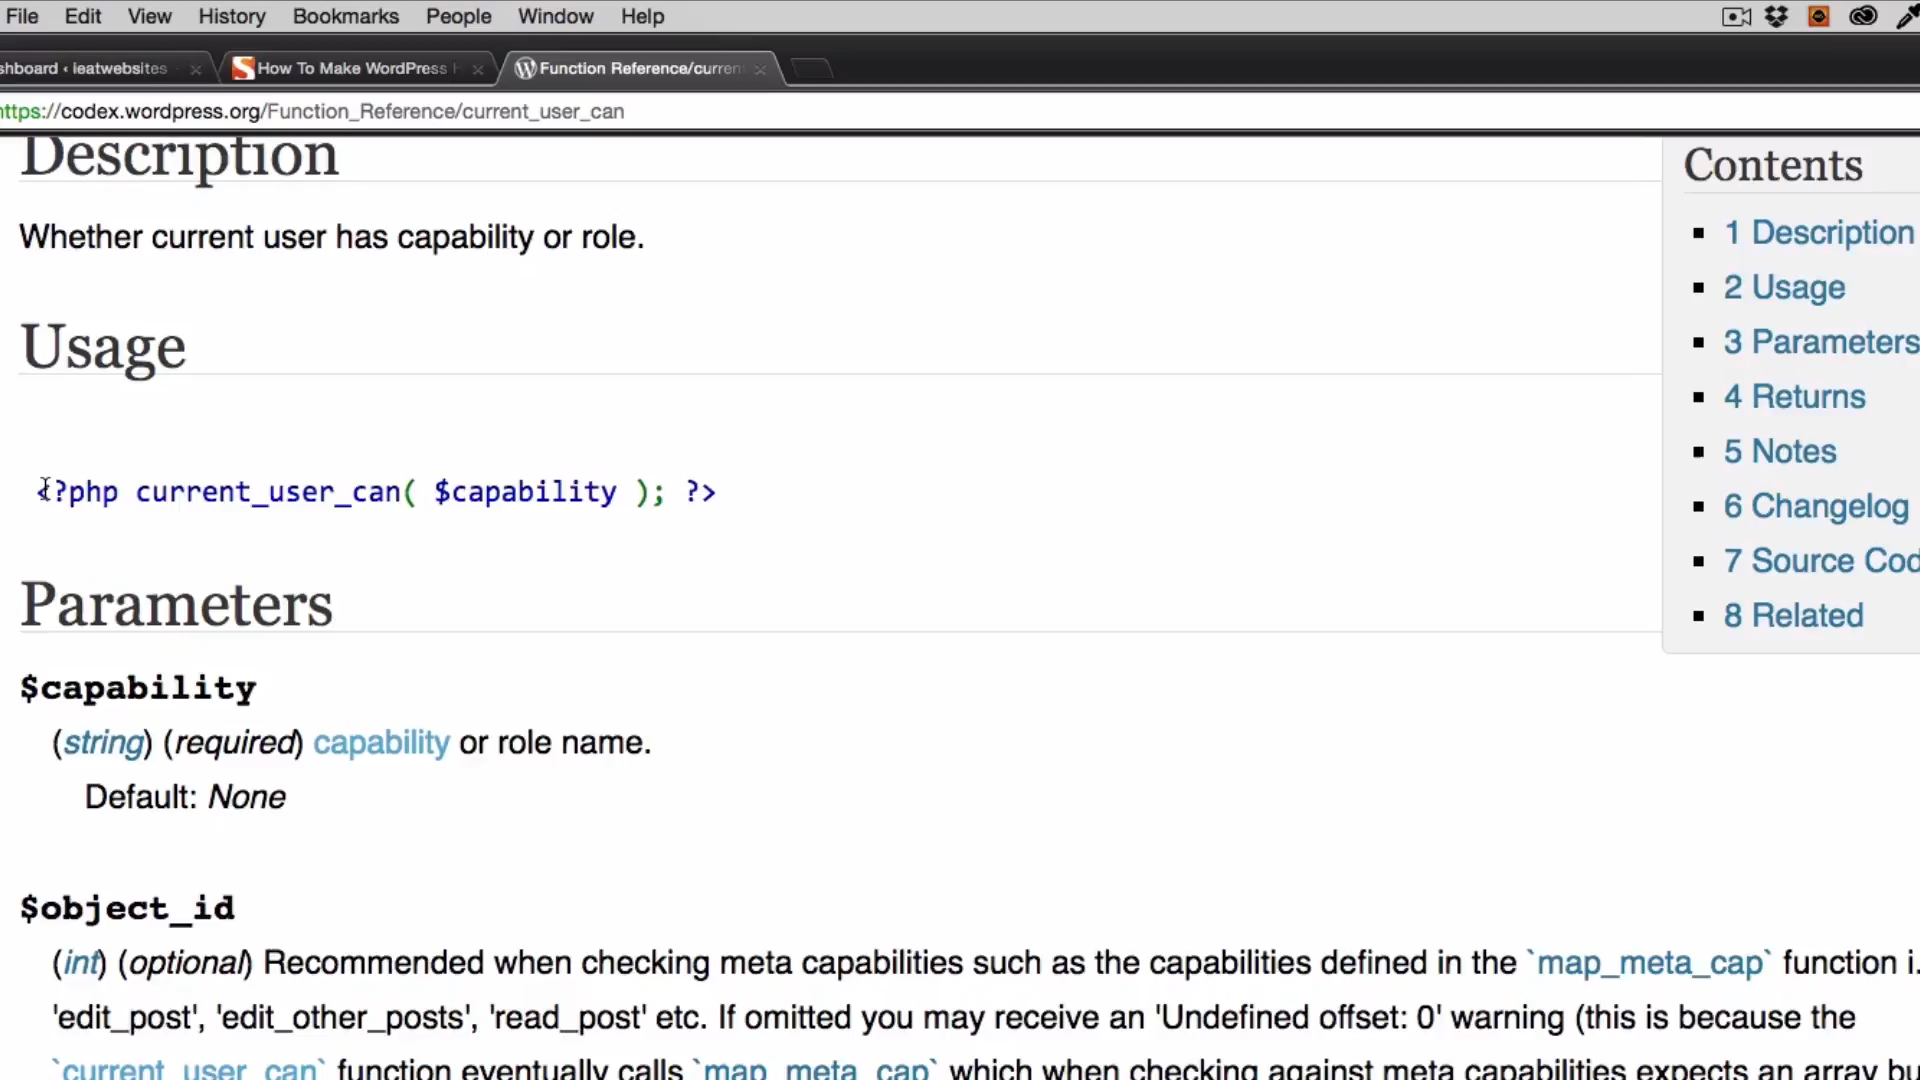 File Edit View History Bookmarks People Window Help
shboard ‹ ieatwebsites × How To Make WordPress × Function Reference/curren ×
https://codex.wordpress.org/Function_Reference/current_user_can
Description
Whether current user has capability or role.
Usage
<?php current_user_can( $capability ); ?>
Parameters
$capability
(string) (required) capability or role name.
Default: None
$object_id
(int) (optional) Recommended when checking meta capabilities such as the capabilities defined in the `map_meta_cap` function i.
'edit_post', 'edit_other_posts', 'read_post' etc. If omitted you may receive an 'Undefined offset: 0' warning (this is because the
`current_user_can` function eventually calls `map_meta_cap` which when checking against meta capabilities expects an array bu
Contents
1 Description
2 Usage
3 Parameters
4 Returns
5 Notes
6 Changelog
7 Source Cod
8 Related